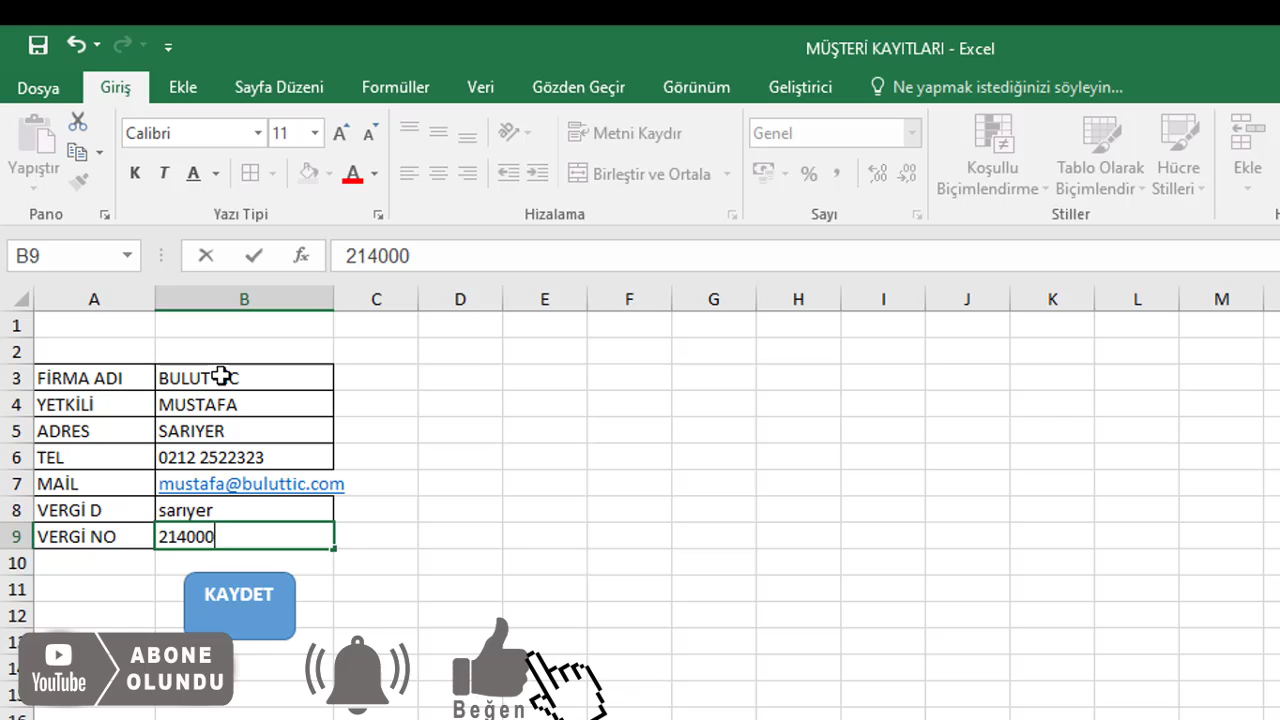 MÜŞTERİ KAYITLARI - Excel
Dosya Giriş Ekle Sayfa Düzeni Formüller Veri Gözden Geçir Görünüm Geliştirici Ne yapmak istediğinizi söyleyin...
Calibri 11 Metni Kaydır Genel
Yapıştır K T A A Birleştir ve Ortala % Koşullu Biçimlendirme Tablo Olarak Biçimlendir Hücre Stilleri Ekle
Pano Yazı Tipi Hizalama Sayı Stiller
B9 fx 214000
A B C D E F G H I J K L M
1
2
3 FİRMA ADI
4 YETKİLİ MUSTAFA
5 ADRES SARIYER
6 TEL 0212 2522323
7 MAİL mustafa@buluttic.com
8 VERGİ D sarıyer
9 VERGİ NO 214000
10
11 KAYDET
12
13
14
15
ABONE
YouTube OLUNDU
Beğen